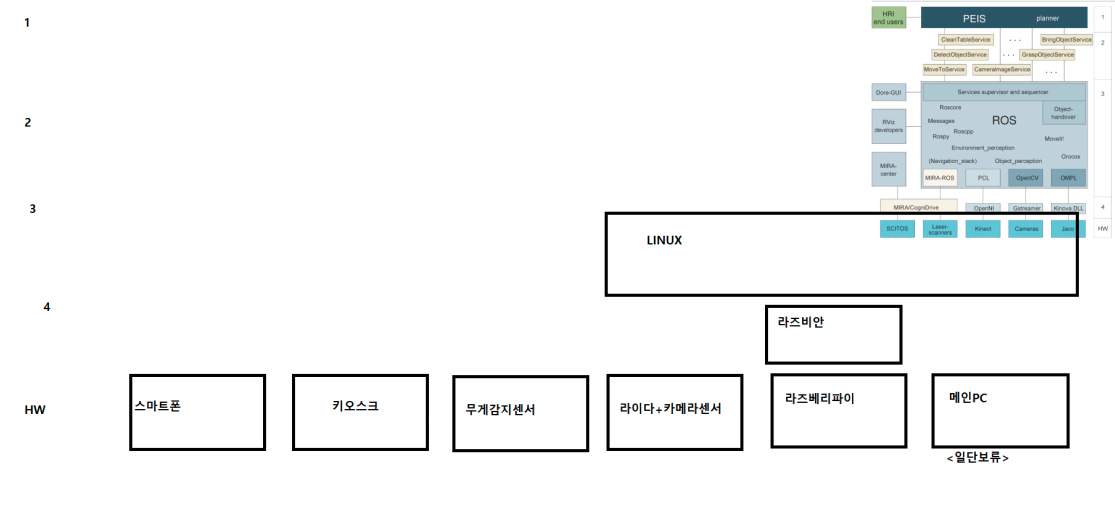 1
2
3
4
HW
HRI
end users
PEIS
planner
1
CleanTableService
. . .
BringObjectService
2
DetectObjectService
. . .
GraspObjectService
MoveToService
CameraImageService
. . .
Dore-GUI
Services supervisor and sequencer
3
Roscore
Object-
handover
RViz
developers
Messages
ROS
Roscpp
Rospy
MoveIt!
Environment_perception
(Navigation_stack)
Object_perception
Orocos
MIRA-
center
MIRA-ROS
PCL
OpenCV
OMPL
MIRA/CogniDrive
OpenNI
Gstreamer
Kinova DLL
4
SCITOS
Laser-
scanners
Kinect
Cameras
Jaco
HW
LINUX
라즈비안
스마트폰
키오스크
무게감지센서
라이다+카메라센서
라즈베리파이
메인PC
<일단보류>